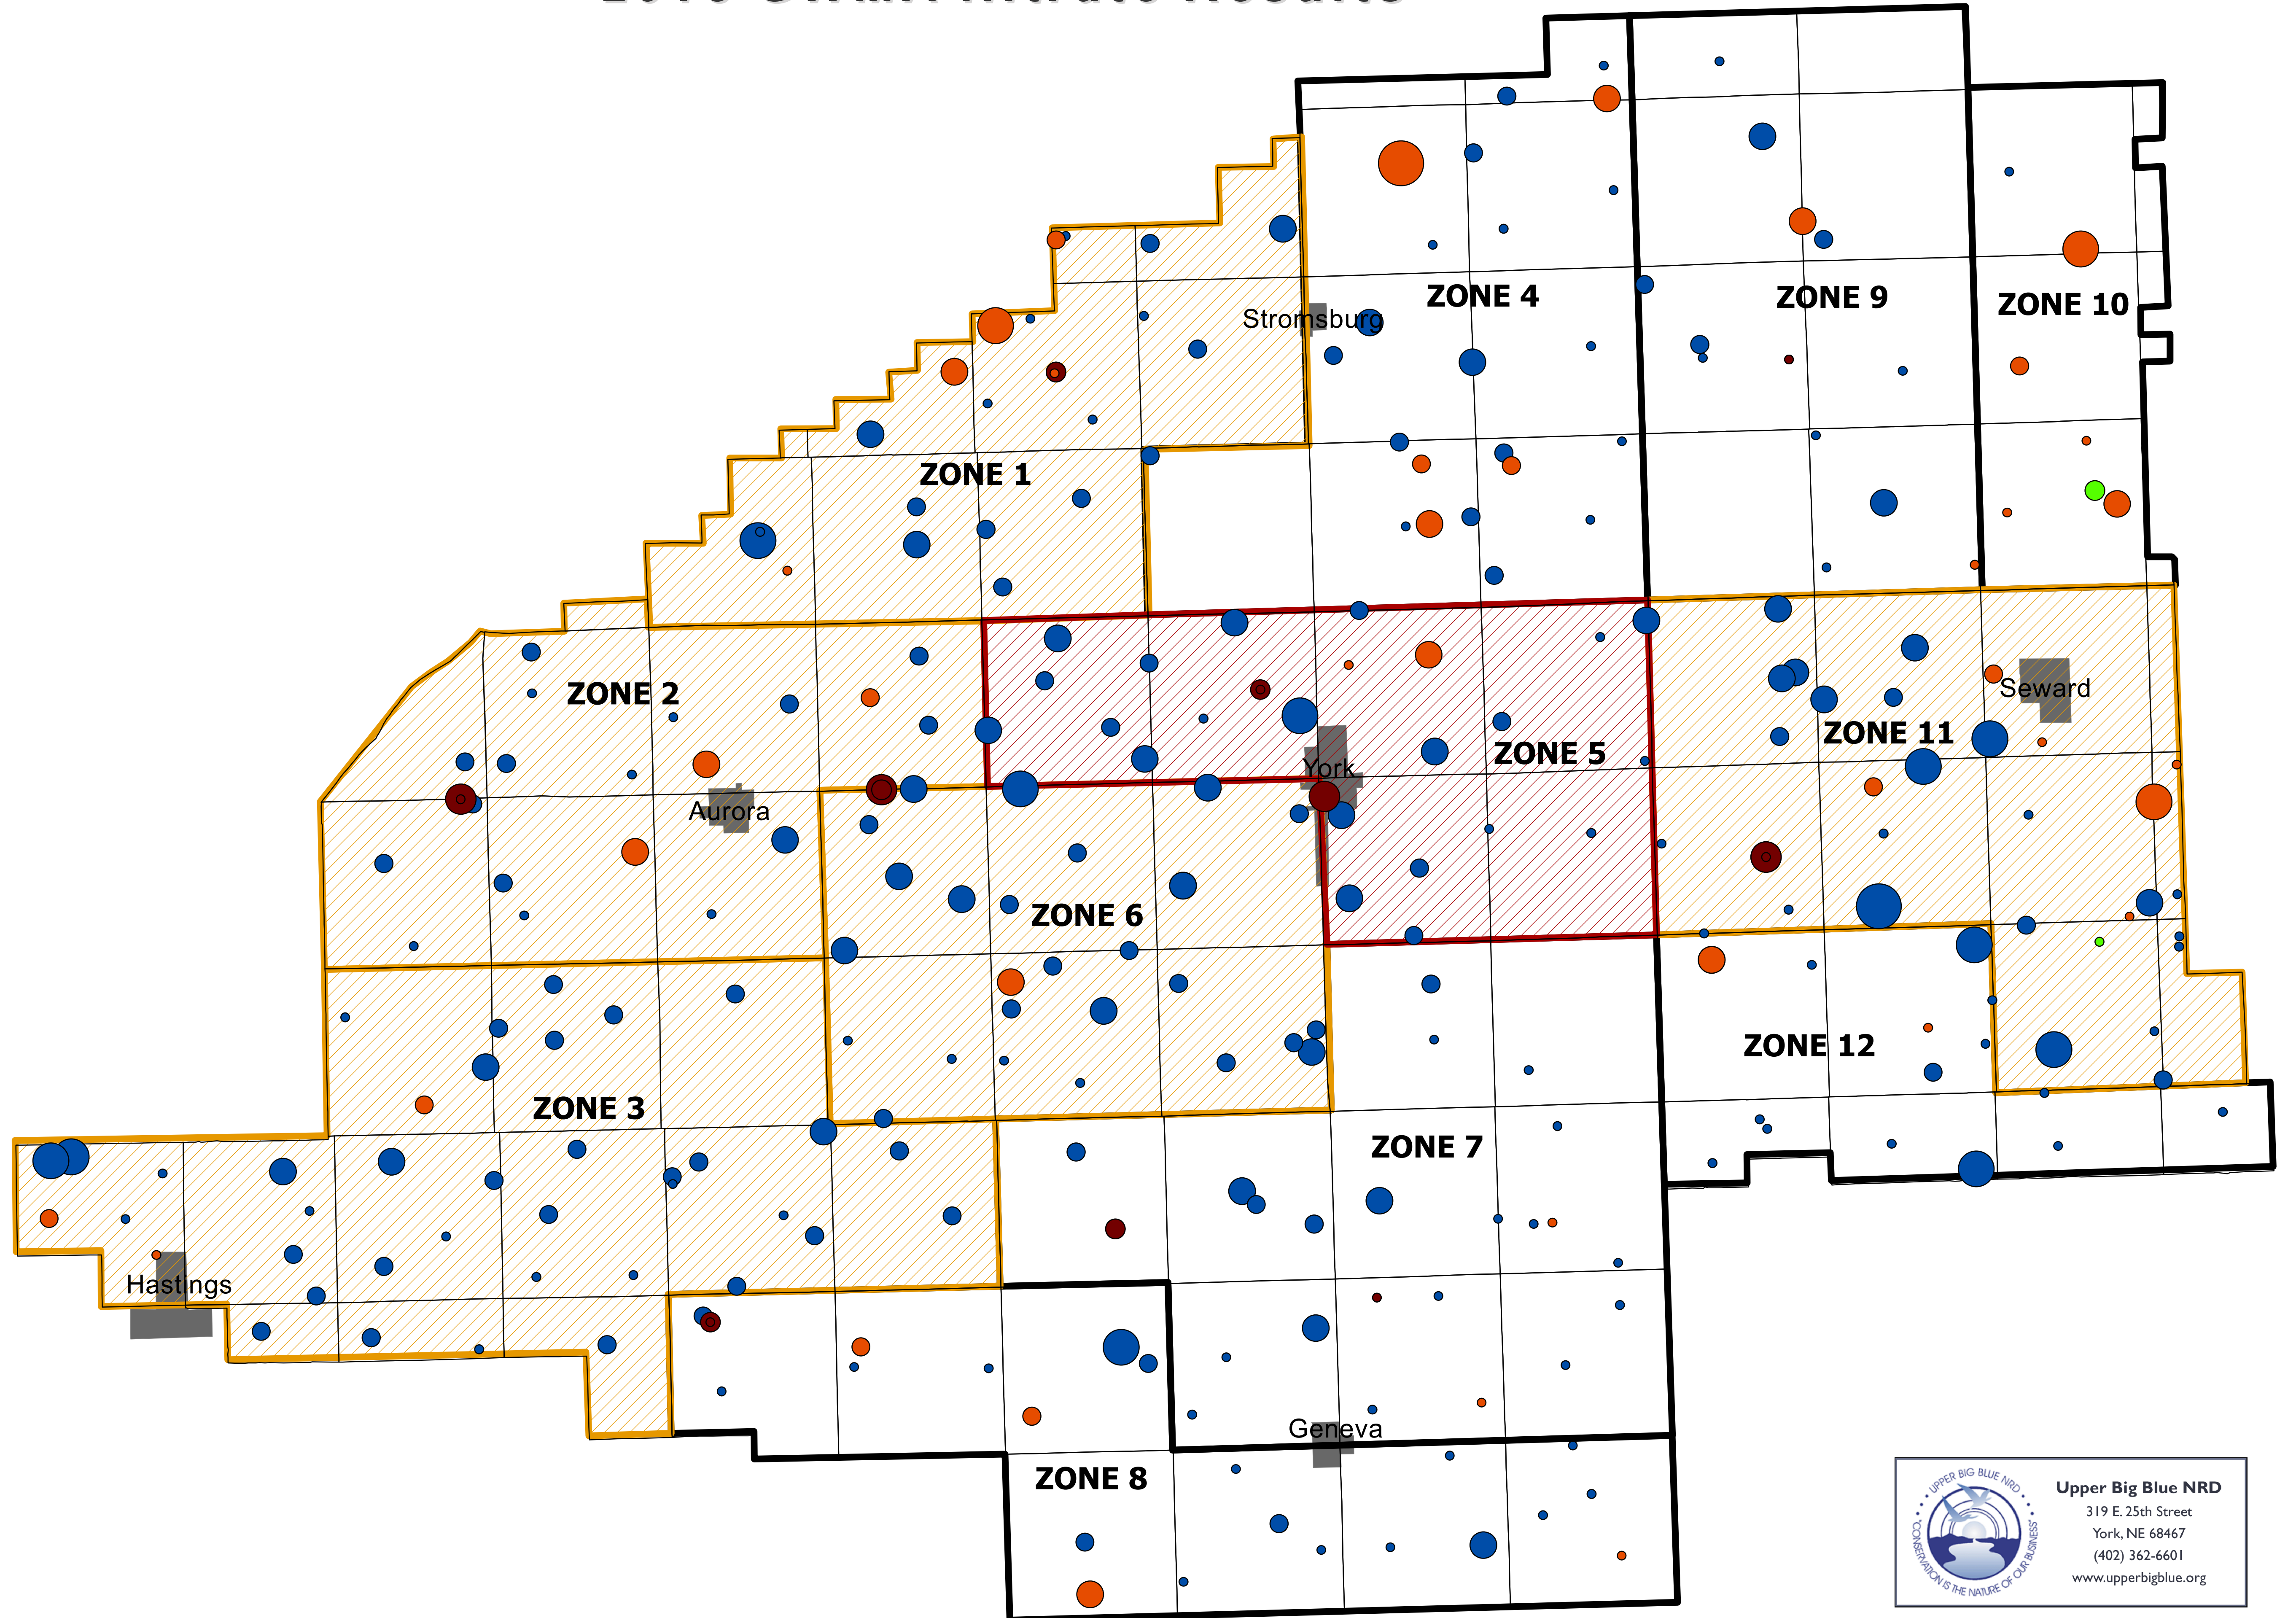 ZONE 4
ZONE 9
ZONE 10
Stromsburg
ZONE 1
ZONE 2
Seward
ZONE 11
ZONE 5
York
Aurora
ZONE 6
ZONE 12
ZONE 3
ZONE 7
Hastings
Geneva
ZONE 8
UPPER BIG BLUE NRD
"CONSERVATION IS THE NATURE OF OUR BUSINESS"
Upper Big Blue NRD
319 E. 25th Street
York, NE 68467
(402) 362-6601
www.upperbigblue.org